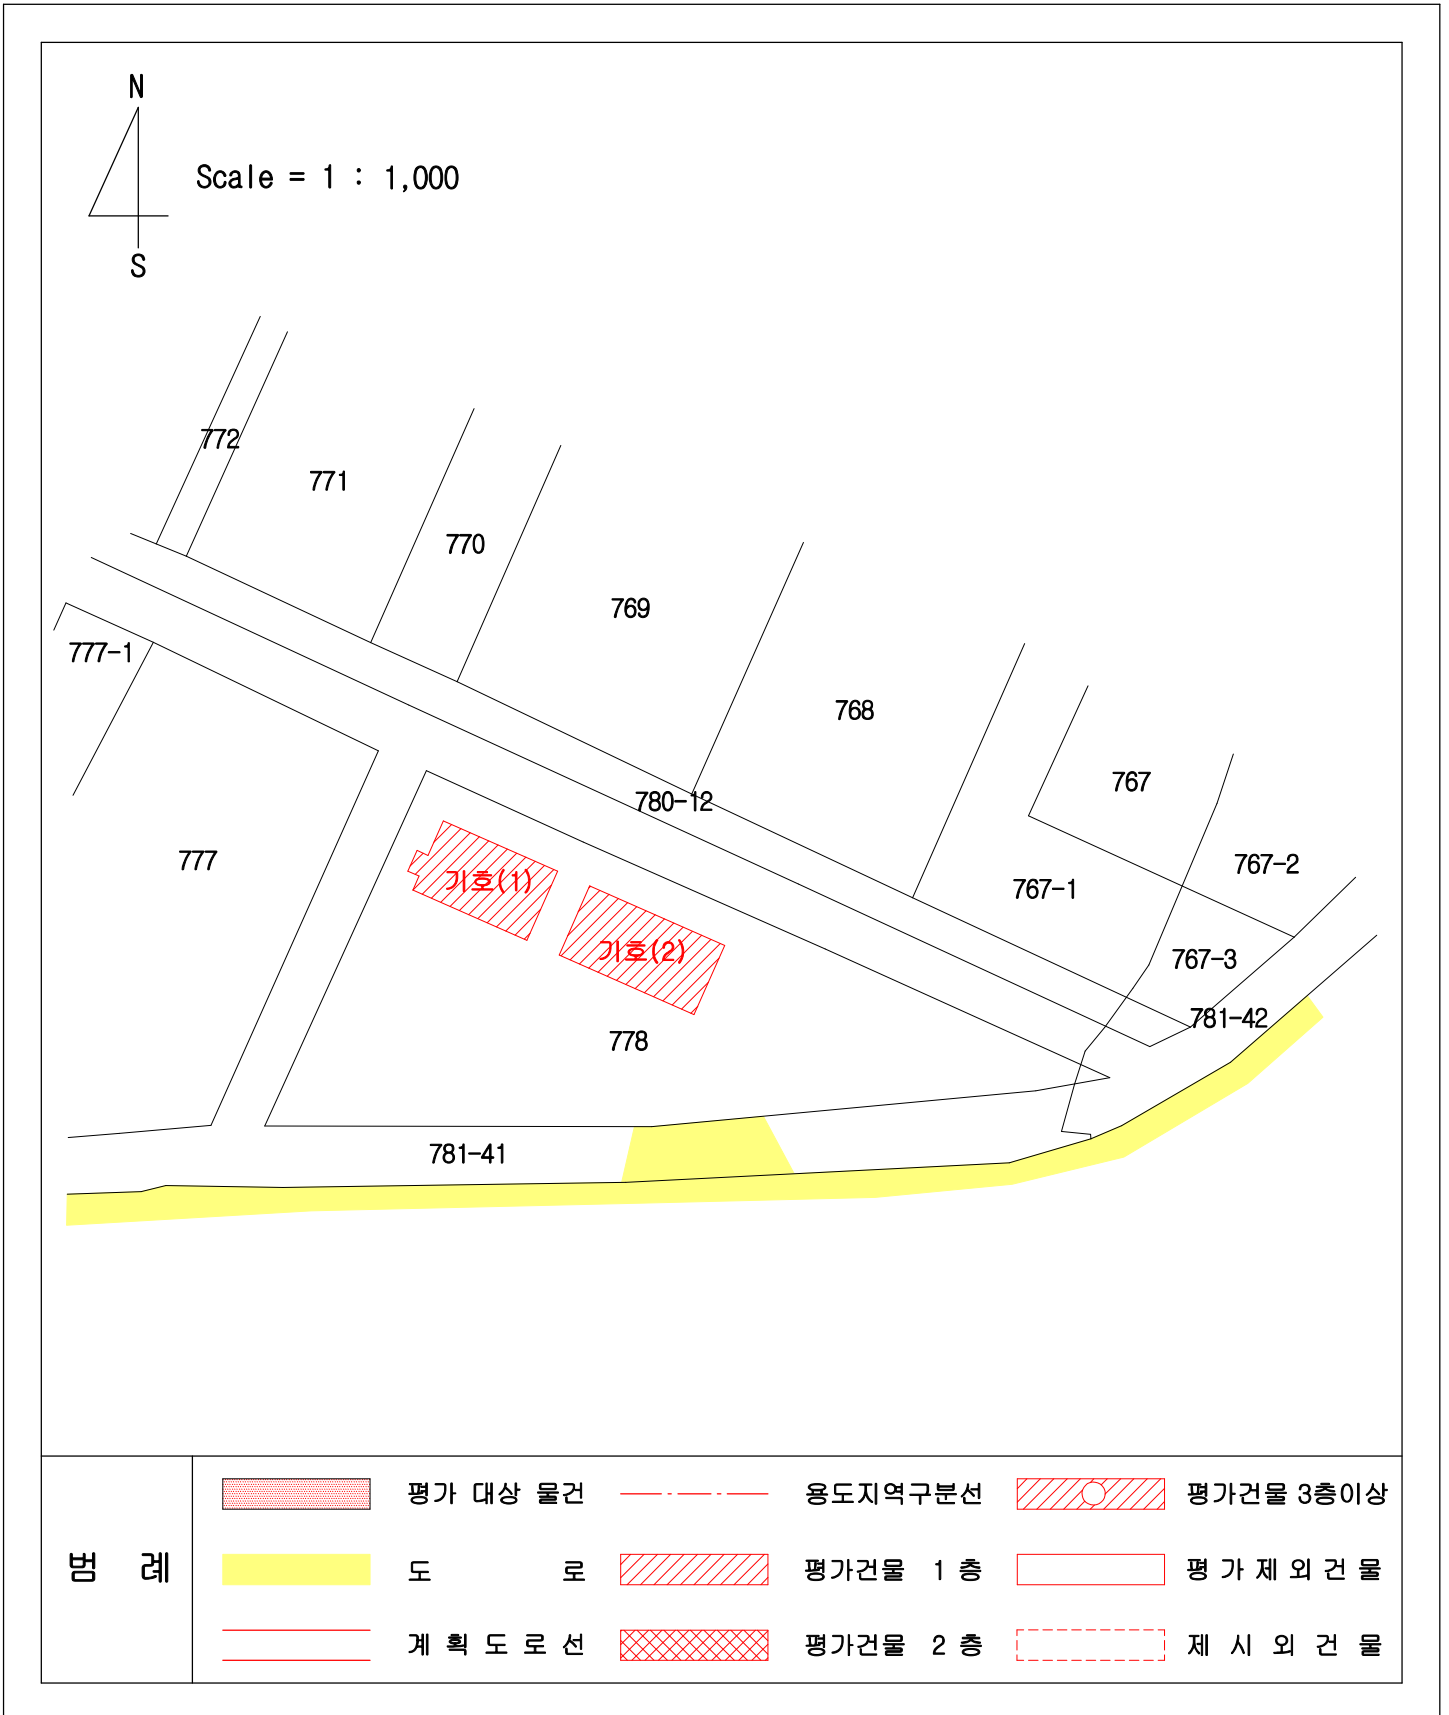 N
Scale = 1 : 1,000
S
772
771
770
769
777-1
768
767
780-12
777
767-2
기호(1)
767-1
기호(2)
767-3
781-42
778
781-41
범 례
평가 대상 물건
용도지역구분선
평가건물 3층이상
도 로
평가건물 1 층
평 가 제 외 건 물
계 획 도 로 선
평가건물 2 층
제 시 외 건 물